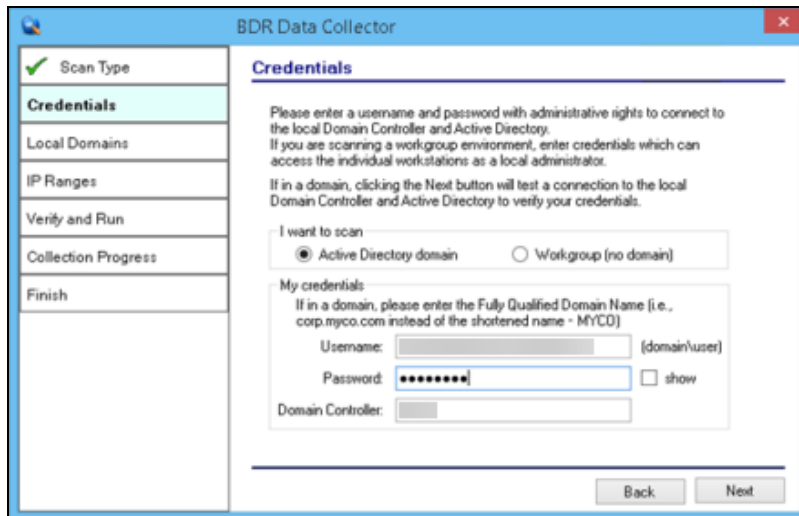 BDR Data Collector
Scan Type
Credentials
Local Domains
IP Ranges
Verify and Run
Collection Progress
Finish
Credentials
Please enter a username and password with administrative rights to connect to
the local Domain Controller and Active Directory.
If you are scanning a workgroup environment, enter credentials which can
access the individual workstations as a local administrator.
If in a domain, clicking the Next button will test a connection to the local
Domain Controller and Active Directory to verify your credentials.
I want to scan
Active Directory domain
Workgroup (no domain)
My credentials
If in a domain, please enter the Fully Qualified Domain Name (i.e.,
corp.myco.com instead of the shortened name - MYCO)
Username: (domain\user)
Password: ●●●●●●●● show
Domain Controller:
Back
Next